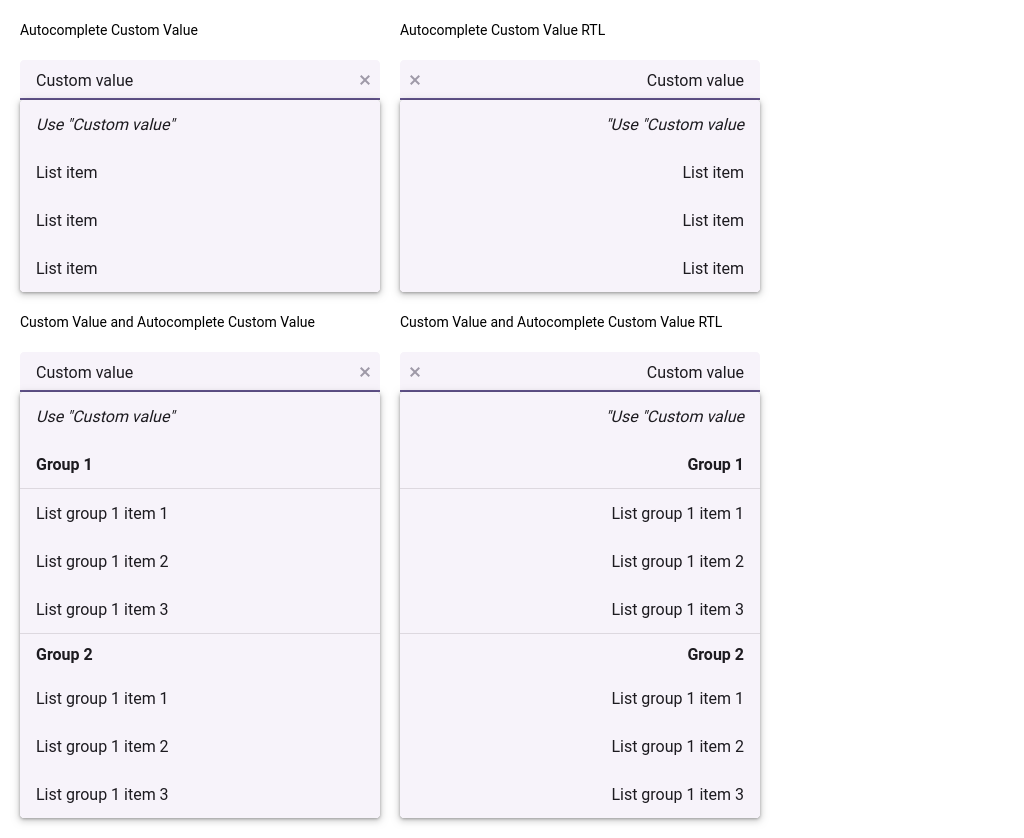 Autocomplete Custom Value
Custom value
Use "Custom value"
List item
List item
List item
Autocomplete Custom Value RTL
Custom value
"Use "Custom value
List item
List item
List item
Custom Value and Autocomplete Custom Value
Custom value
Use "Custom value"
Group 1
List group 1 item 1
List group 1 item 2
List group 1 item 3
Group 2
List group 1 item 1
List group 1 item 2
List group 1 item 3
Custom Value and Autocomplete Custom Value RTL
Custom value
"Use "Custom value
Group 1
List group 1 item 1
List group 1 item 2
List group 1 item 3
Group 2
List group 1 item 1
List group 1 item 2
List group 1 item 3